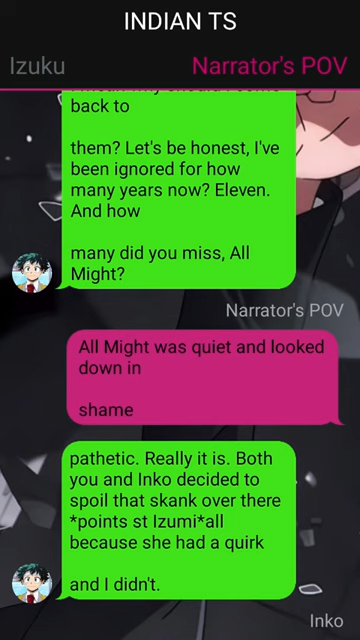 INDIAN TS
Izuku
Narrator's POV
back to
them? Let's be honest, I've
been ignored for how
many years now? Eleven.
And how
many did you miss, All
Might?
Narrator's POV
All Might was quiet and looked
down in
shame
pathetic. Really it is. Both
you and Inko decided to
spoil that skank over there
*points st Izumi*all
because she had a quirk
and I didn't.
Inko